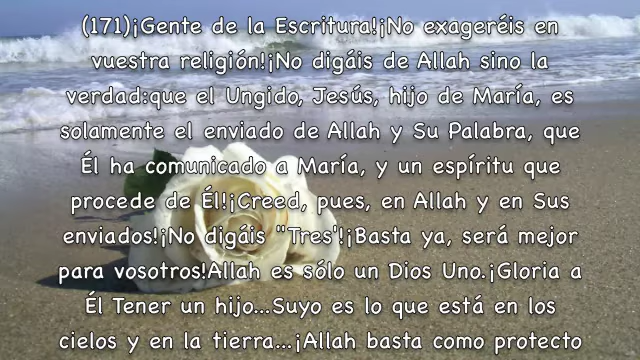 (171)¡Gente de la Escritura!¡No exageréis en
vuestra religión!¡No digáis de Allah sino la
verdad:que el Ungido, Jesús, hijo de María, es
solamente el enviado de Allah y Su Palabra, que
Él ha comunicado a María, y un espíritu que
procede de Él!¡Creed, pues, en Allah y en Sus
enviados!¡No digáis "Tres'!¡Basta ya, será mejor
para vosotros!Allah es sólo un Dios Uno.¡Gloria a
Él Tener un hijo...Suyo es lo que está en los
cielos y en la tierra...¡Allah basta como protecto